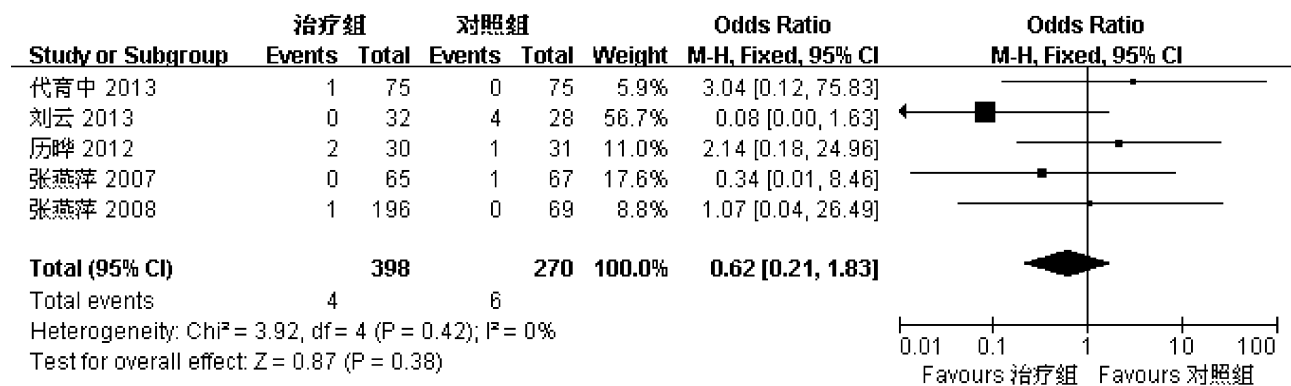 治疗组 对照组 Odds Ratio Odds Ratio
Study or Subgroup Events Total Events Total Weight M-H, Fixed, 95% CI M-H, Fixed, 95% CI
代育中 2013 1 75 0 75 5.9% 3.04 [0.12, 75.83]
刘云 2013 0 32 4 28 56.7% 0.08 [0.00, 1.63]
历晔 2012 2 30 1 31 11.0% 2.14 [0.18, 24.96]
张燕萍 2007 0 65 1 67 17.6% 0.34 [0.01, 8.46]
张燕萍 2008 1 196 0 69 8.8% 1.07 [0.04, 26.49]
Total (95% CI) 398 270 100.0% 0.62 [0.21, 1.83]
Total events 4 6
Heterogeneity: Chi² = 3.92, df = 4 (P = 0.42); I² = 0%
Test for overall effect: Z = 0.87 (P = 0.38)
0.01 0.1 1 10 100
Favours 治疗组 Favours 对照组